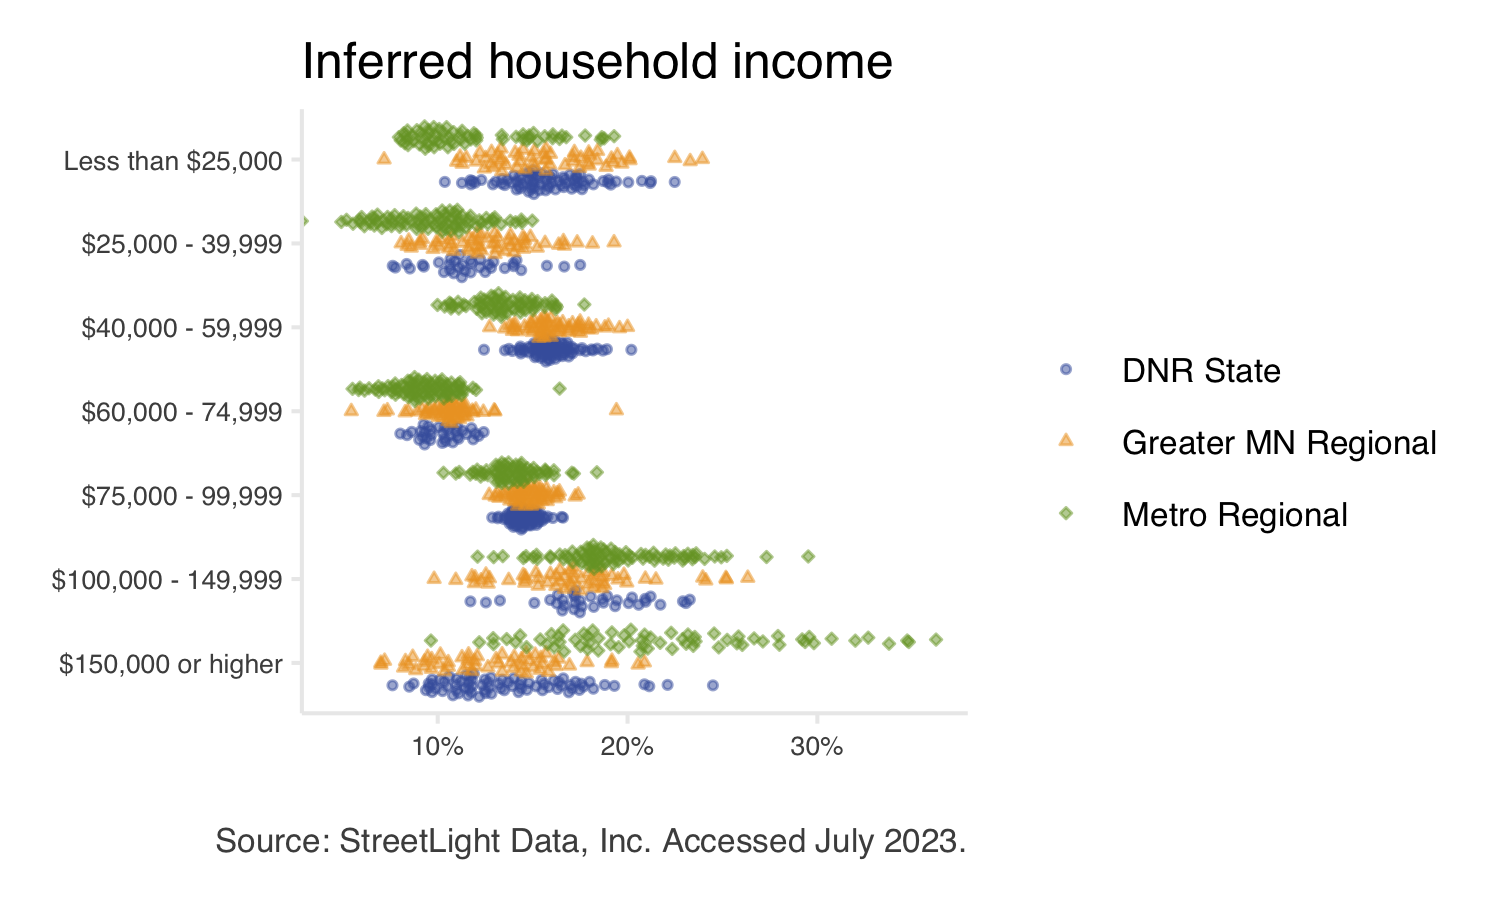 Inferred household income
Less than $25,000
$25,000 - 39,999
$40,000 - 59,999
$60,000 - 74,999
$75,000 - 99,999
$100,000 - 149,999
$150,000 or higher
10% 20% 30%
DNR State
Greater MN Regional
Metro Regional
Source: StreetLight Data, Inc. Accessed July 2023.